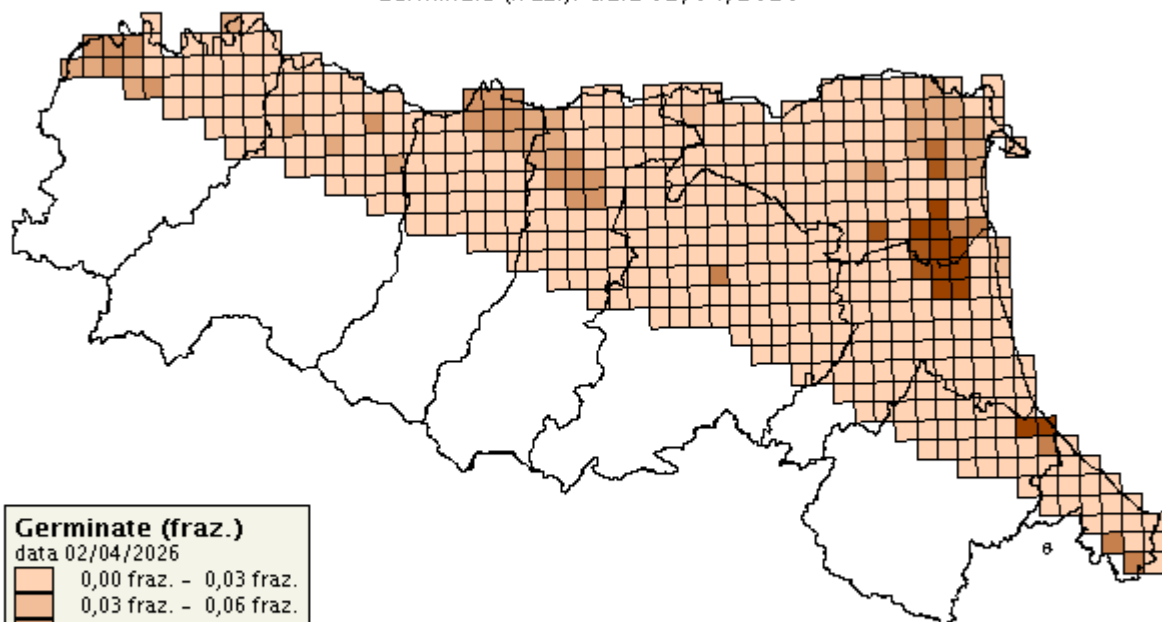 Germinate (fraz.)
data 02/04/2026
0,00 fraz. - 0,03 fraz.
0,03 fraz. - 0,06 fraz.